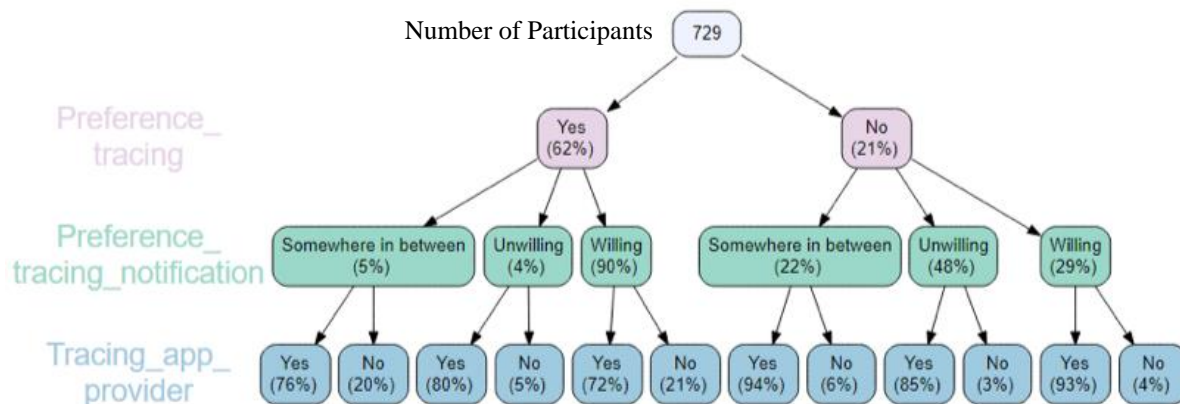 Number of Participants 729
Preference_
tracing
Yes
(62%)
No
(21%)
Preference_
tracing_notification
Somewhere in between
(5%)
Unwilling
(4%)
Willing
(90%)
Somewhere in between
(22%)
Unwilling
(48%)
Willing
(29%)
Tracing_app_
provider
Yes
(76%)
No
(20%)
Yes
(80%)
No
(5%)
Yes
(72%)
No
(21%)
Yes
(94%)
No
(6%)
Yes
(85%)
No
(3%)
Yes
(93%)
No
(4%)